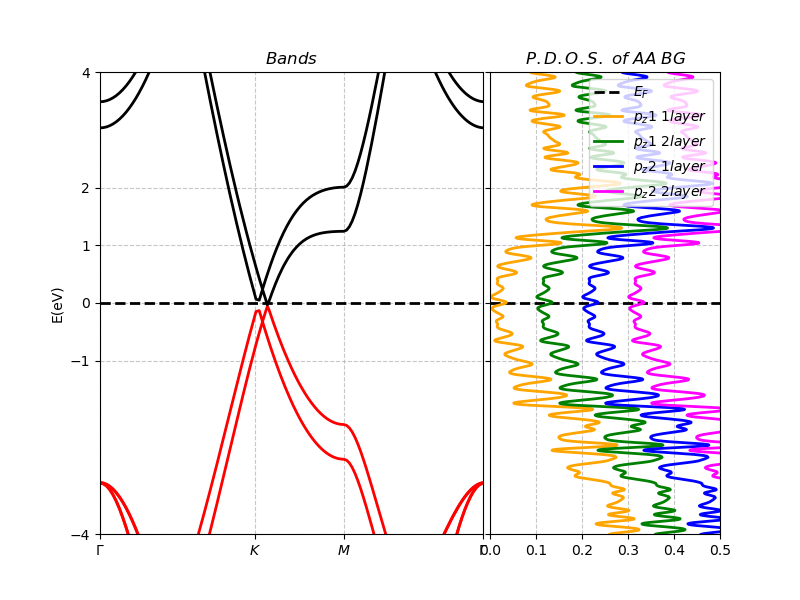 Bands
P.D.O.S. of AA BG
E(eV)
4
2
1
0
−1
−4
Γ
K
M
Γ
E_F
p_z1 1layer
p_z1 2layer
p_z2 1layer
p_z2 2layer
0.0
0.1
0.2
0.3
0.4
0.5